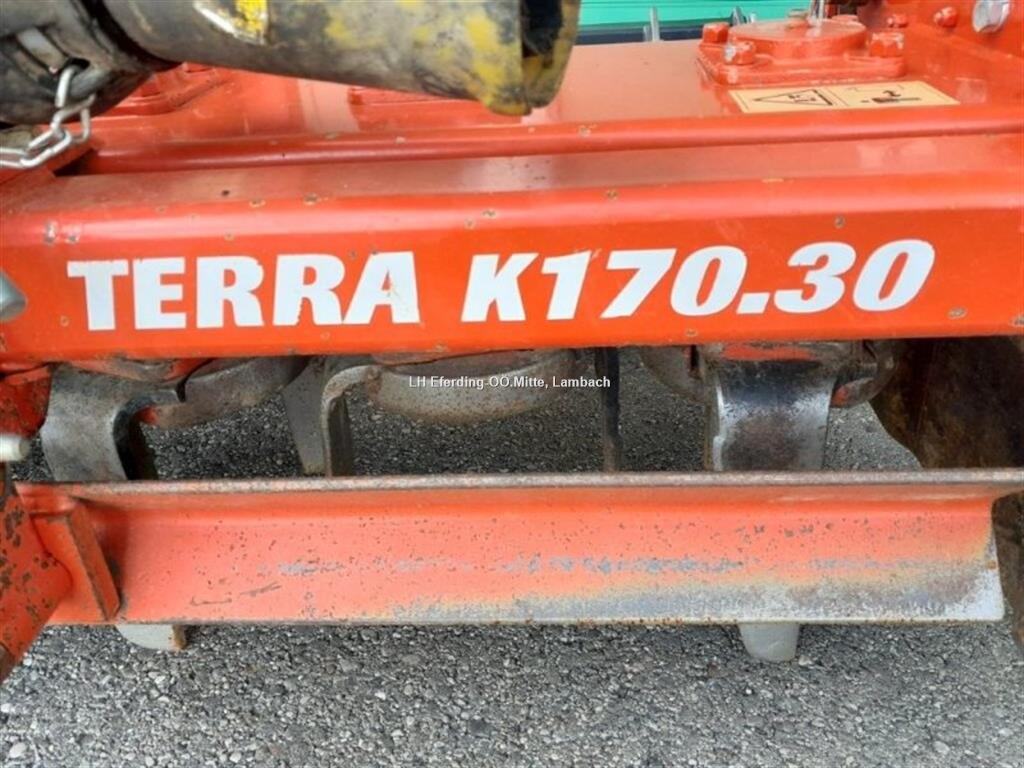 TERRA K170.30
LH Eferding-OÖ.Mitte, Lambach